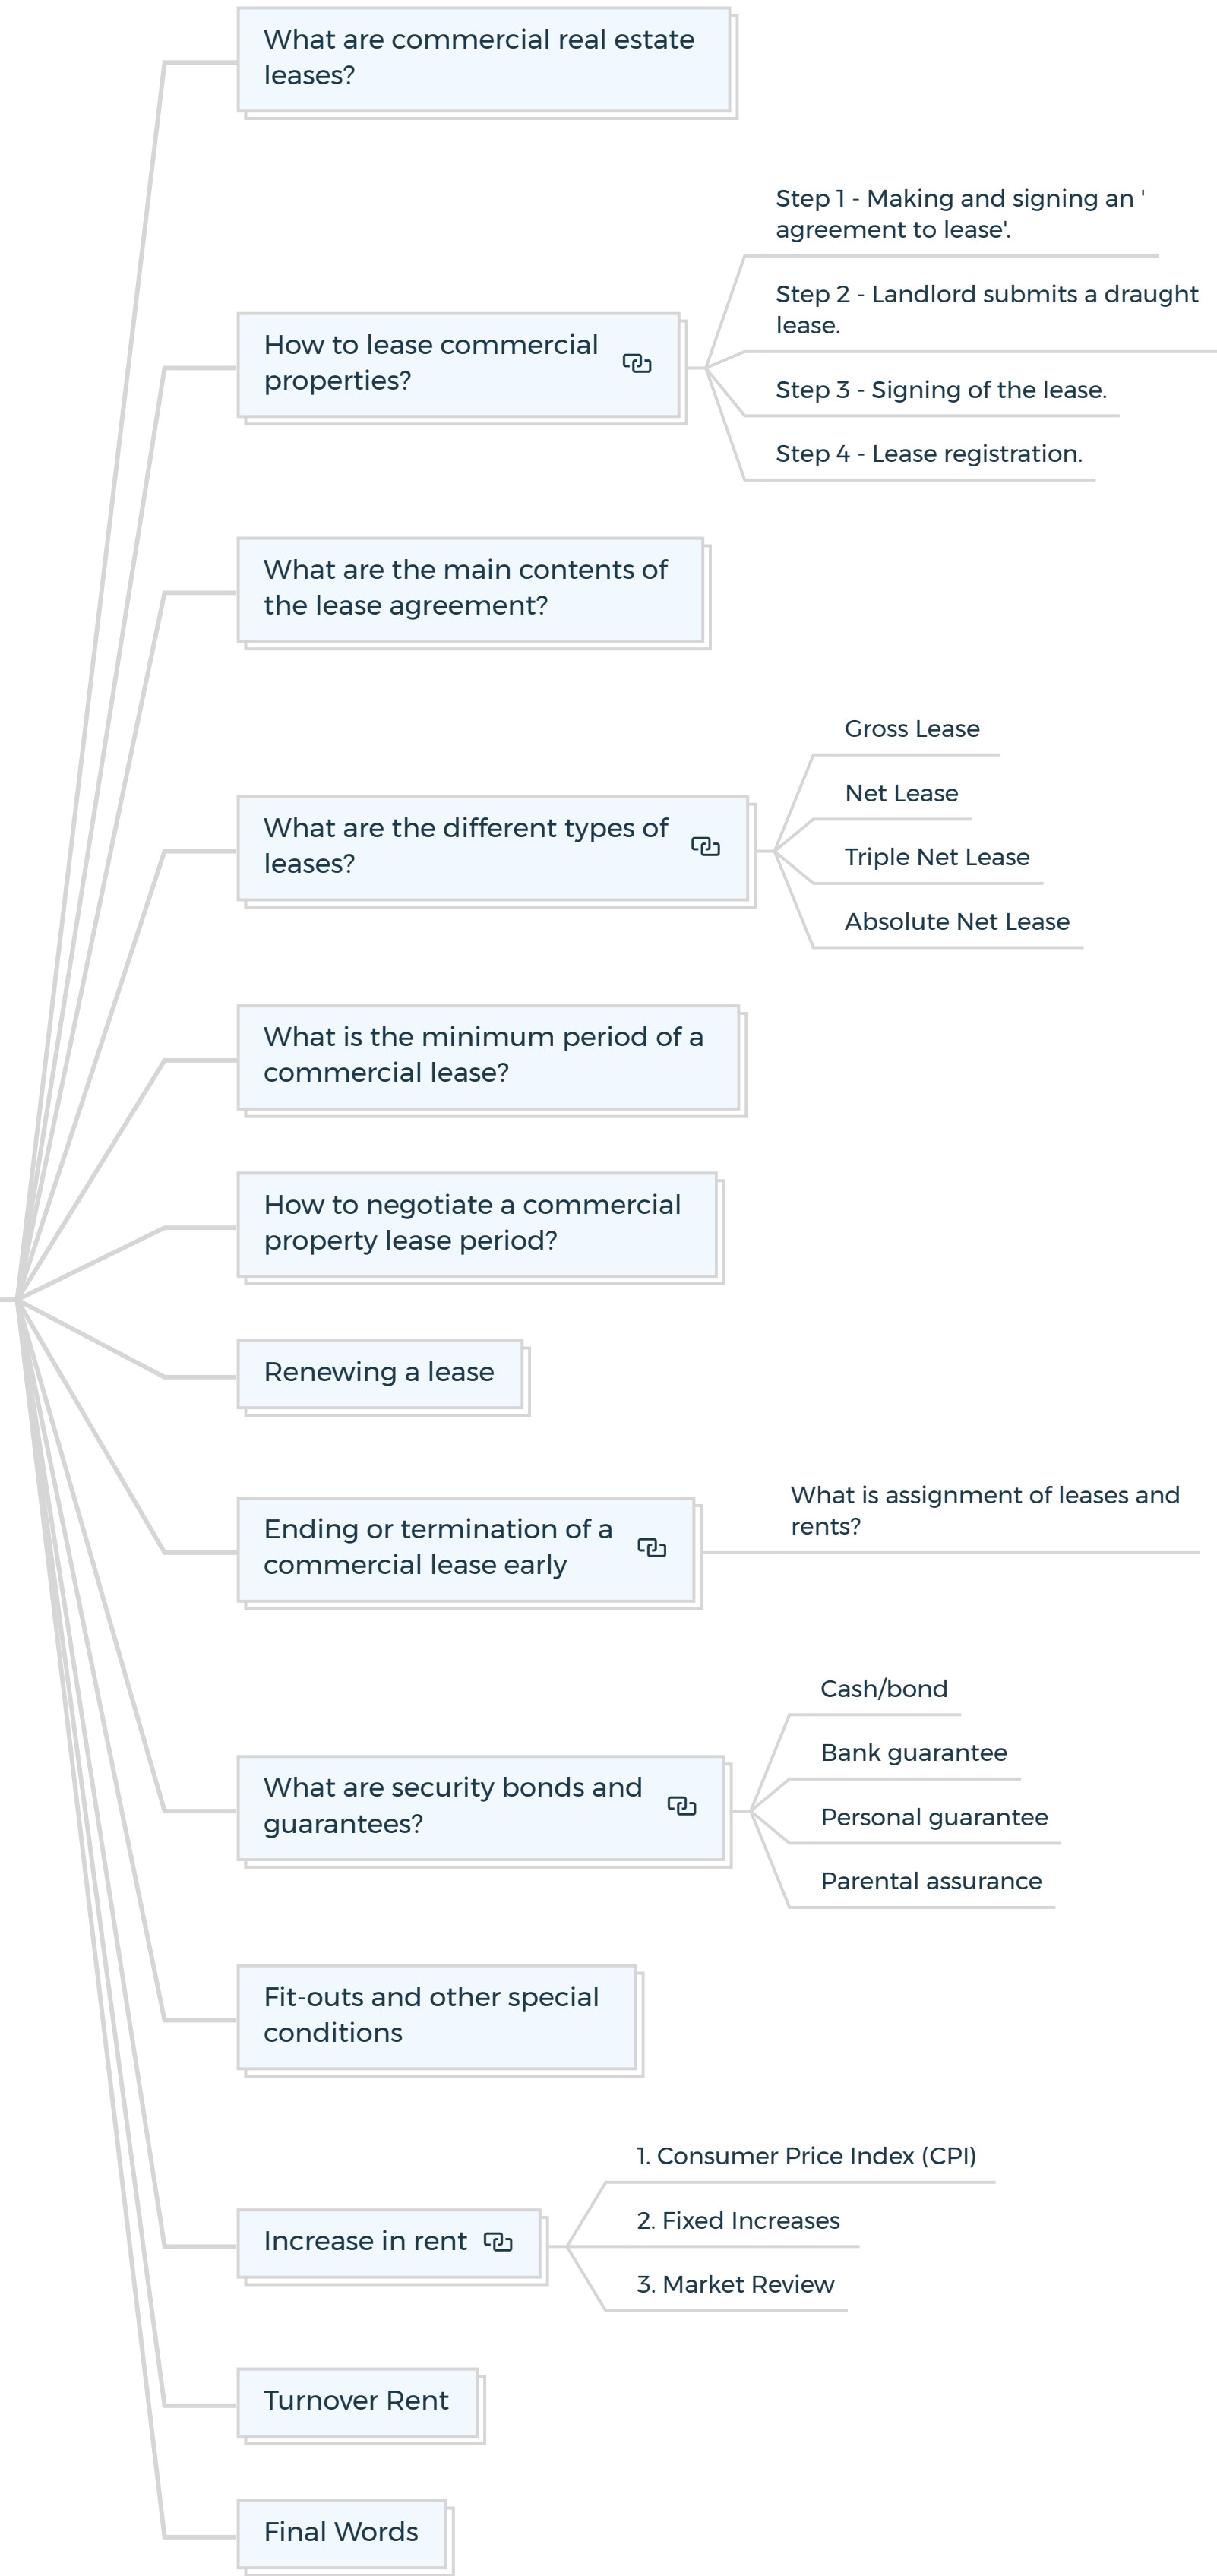 What are commercial real estate
leases?
Step 1 - Making and signing an '
agreement to lease'.
Step 2 - Landlord submits a draught
lease.
How to lease commercial
properties?
Step 3 - Signing of the lease.
Step 4 - Lease registration.
What are the main contents of
the lease agreement?
Gross Lease
Net Lease
What are the different types of
leases?
Triple Net Lease
Absolute Net Lease
What is the minimum period of a
commercial lease?
How to negotiate a commercial
property lease period?
Renewing a lease
Ending or termination of a
commercial lease early
What is assignment of leases and
rents?
What are security bonds and
guarantees?
Cash/bond
Bank guarantee
Personal guarantee
Parental assurance
Fit-outs and other special
conditions
Increase in rent
1. Consumer Price Index (CPI)
2. Fixed Increases
3. Market Review
Turnover Rent
Final Words